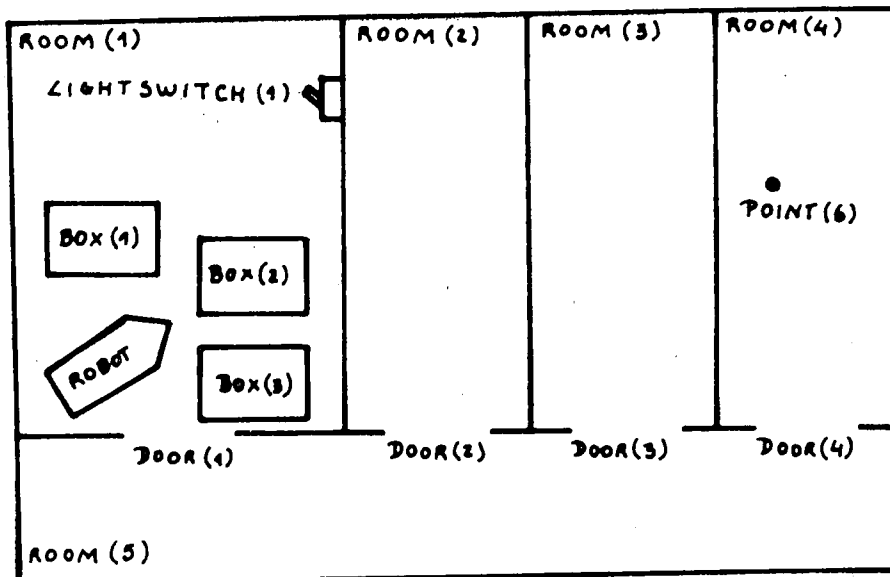 ROOM (1) ROOM (2) ROOM (3) ROOM (4)
LIGHTSWITCH (1)
POINT (6)
BOX (1)
BOX (2)
ROBOT
BOX (3)
DOOR (1) DOOR (2) DOOR (3) DOOR (4)
ROOM (5)